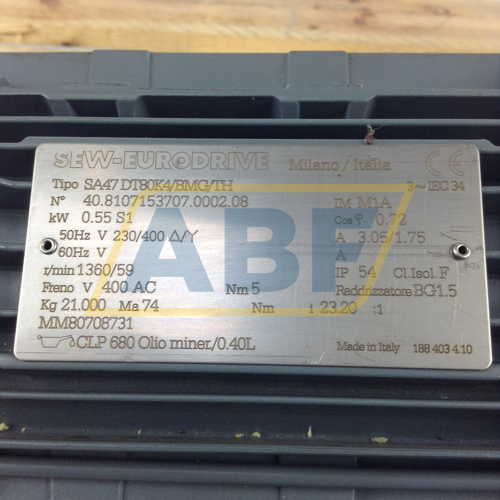 SEW-EURODRIVE Milano/Italia CE
Tipo SA47 DT80K4/BMG/TH 3~IEC 34
N° 40.8107153707.0002.08 IM M1A
kW 0.55 S1 Cos φ 0.72
50Hz V 230/400 Δ/Y A 3.05/1.75
60Hz V A
r/min 1360/59 IP 54 Cl.Isol. F
Freno V 400 AC Nm 5 Raddrizzatore BG1.5
Kg 21.000 Ma 74 Nm i 23.20 :1
MM80708731
CLP 680 Olio miner./0.40L Made in Italy 188 403 4.10
ABF